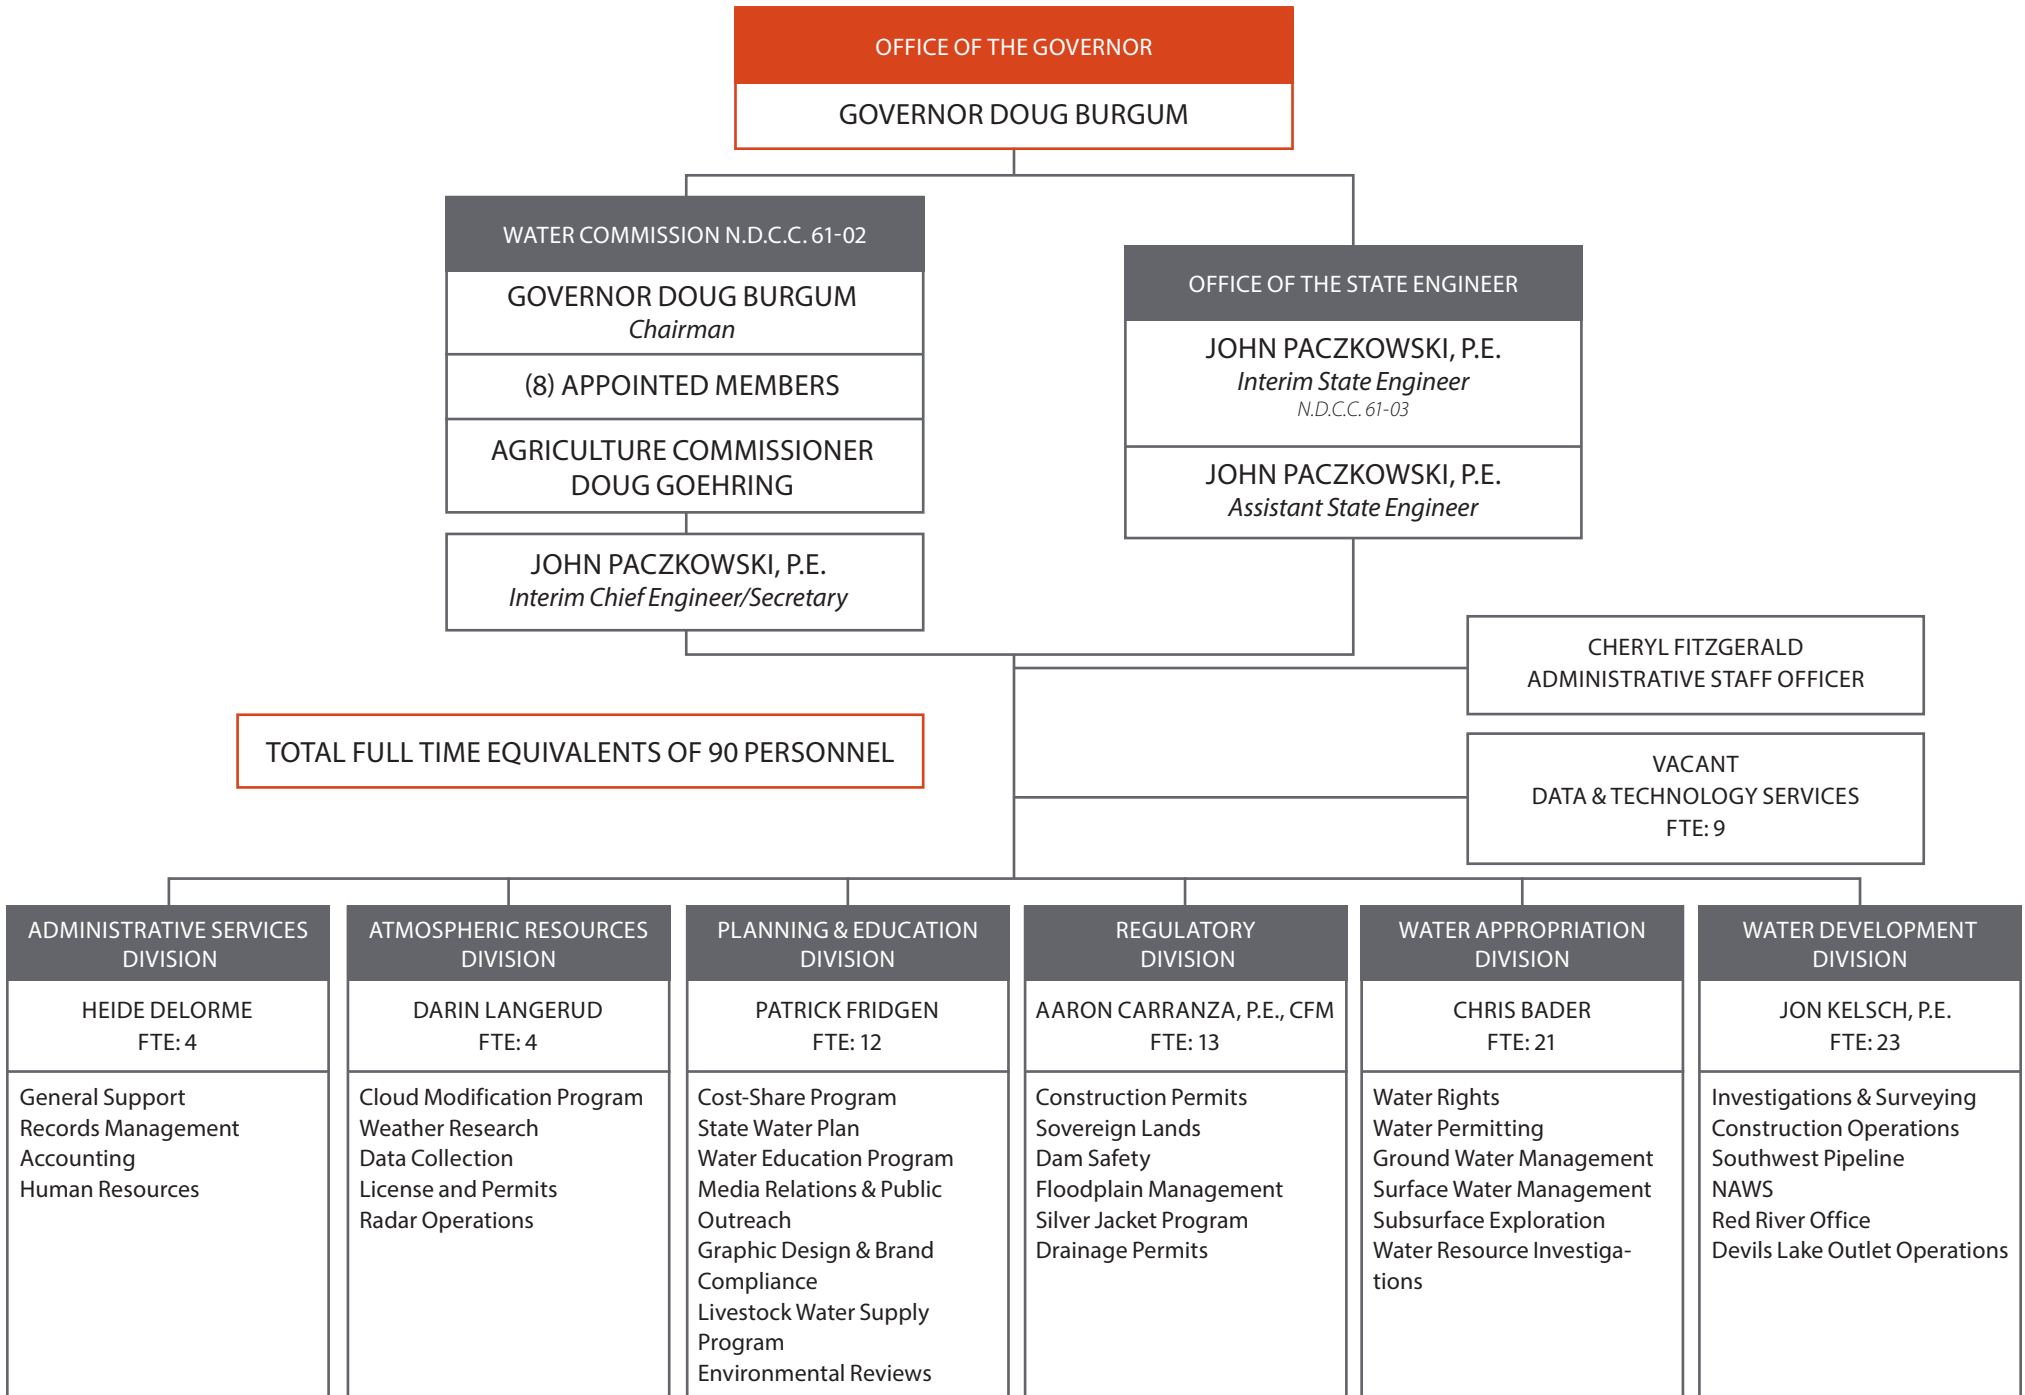 OFFICE OF THE GOVERNOR
GOVERNOR DOUG BURGUM
WATER COMMISSION N.D.C.C. 61-02
GOVERNOR DOUG BURGUM
Chairman
(8) APPOINTED MEMBERS
AGRICULTURE COMMISSIONER
DOUG GOEHRING
JOHN PACZKOWSKI, P.E.
Interim Chief Engineer/Secretary
OFFICE OF THE STATE ENGINEER
JOHN PACZKOWSKI, P.E.
Interim State Engineer
N.D.C.C. 61-03
JOHN PACZKOWSKI, P.E.
Assistant State Engineer
CHERYL FITZGERALD
ADMINISTRATIVE STAFF OFFICER
TOTAL FULL TIME EQUIVALENTS OF 90 PERSONNEL
VACANT
DATA & TECHNOLOGY SERVICES
FTE: 9
ADMINISTRATIVE SERVICES
DIVISION
HEIDE DELORME
FTE: 4
General Support
Records Management
Accounting
Human Resources
ATMOSPHERIC RESOURCES
DIVISION
DARIN LANGERUD
FTE: 4
Cloud Modification Program
Weather Research
Data Collection
License and Permits
Radar Operations
PLANNING & EDUCATION
DIVISION
PATRICK FRIDGEN
FTE: 12
Cost-Share Program
State Water Plan
Water Education Program
Media Relations & Public
Outreach
Graphic Design & Brand
Compliance
Livestock Water Supply
Program
Environmental Reviews
REGULATORY
DIVISION
AARON CARRANZA, P.E., CFM
FTE: 13
Construction Permits
Sovereign Lands
Dam Safety
Floodplain Management
Silver Jacket Program
Drainage Permits
WATER APPROPRIATION
DIVISION
CHRIS BADER
FTE: 21
Water Rights
Water Permitting
Ground Water Management
Surface Water Management
Subsurface Exploration
Water Resource Investiga-
tions
WATER DEVELOPMENT
DIVISION
JON KELSCH, P.E.
FTE: 23
Investigations & Surveying
Construction Operations
Southwest Pipeline
NAWS
Red River Office
Devils Lake Outlet Operations